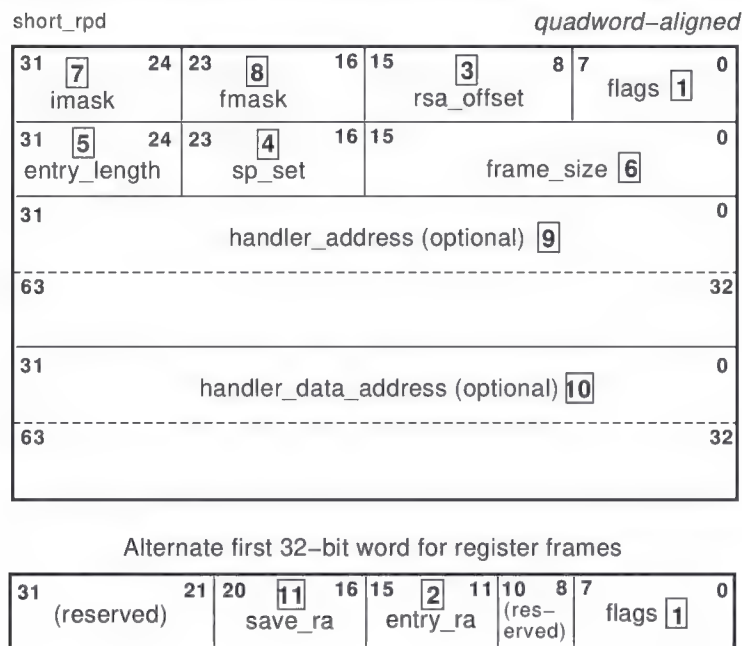 short_rpd quadword–aligned
31 7 24 23 8 16 15 3 8 7 0
imask fmask rsa_offset flags 1
31 5 24 23 4 16 15 0
entry_length sp_set frame_size 6
31 0
handler_address (optional) 9
63 32
31 0
handler_data_address (optional) 10
63 32
Alternate first 32–bit word for register frames
31 21 20 11 16 15 2 11 10 8 7 0
(reserved) save_ra entry_ra (res– flags 1
erved)